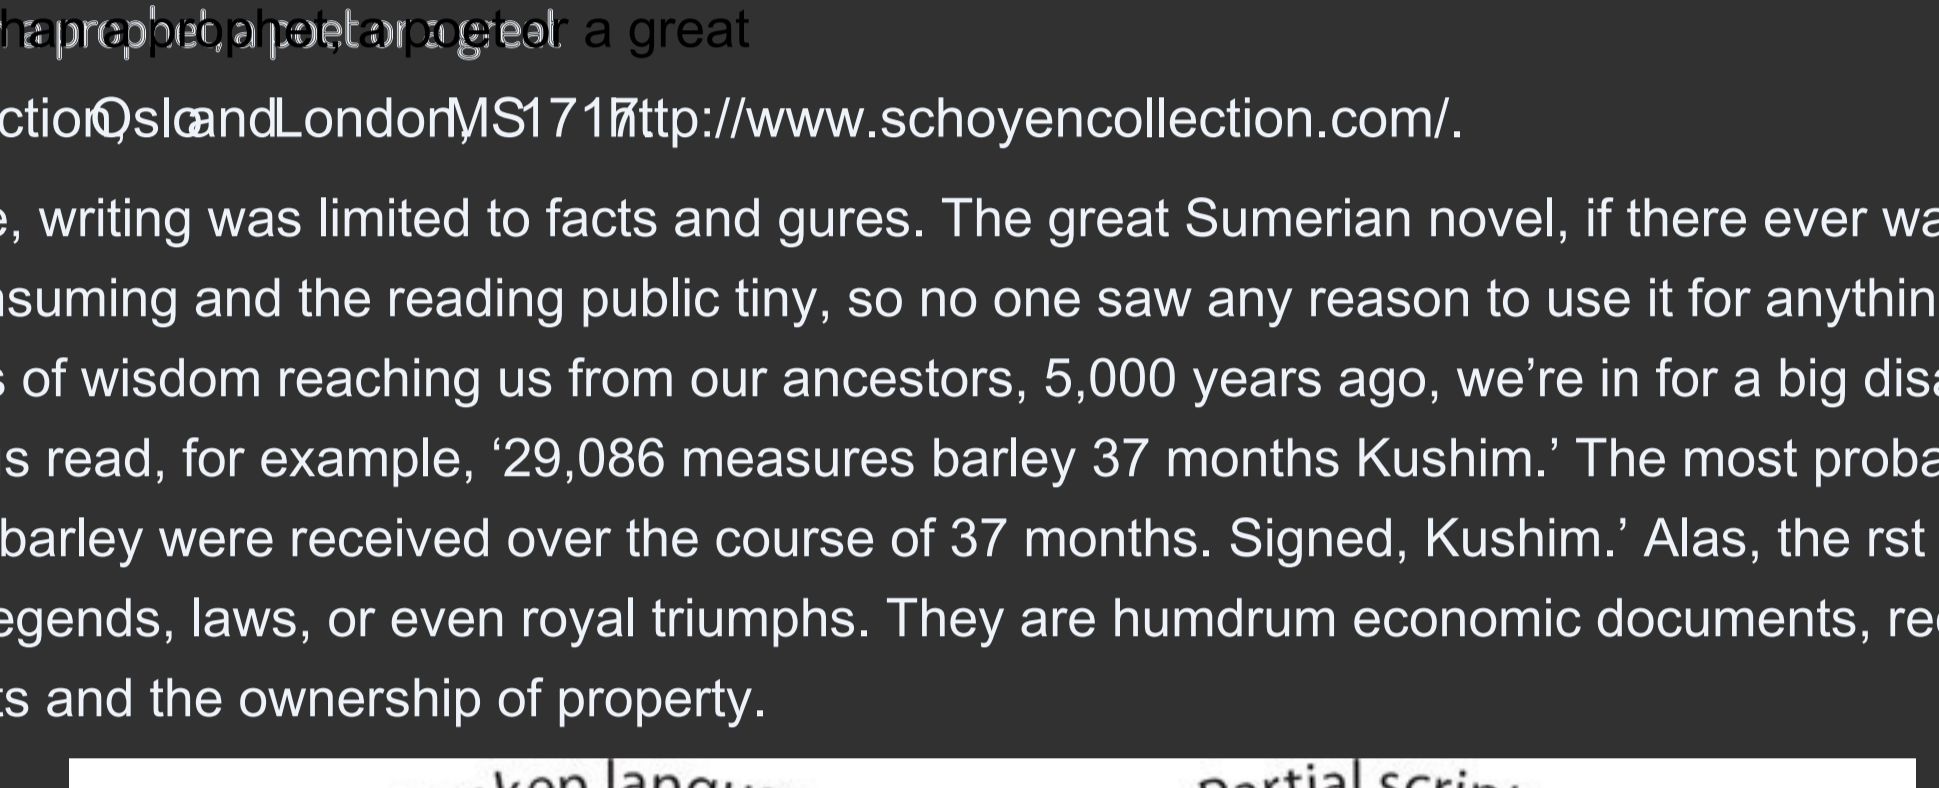 a prophet, a poet or a great
ction, Oslo and London, MS 1717 http://www.schoyencollection.com/.
e, writing was limited to facts and gures. The great Sumerian novel, if there ever wa
suming and the reading public tiny, so no one saw any reason to use it for anythin
s of wisdom reaching us from our ancestors, 5,000 years ago, we’re in for a big disa
s read, for example, ‘29,086 measures barley 37 months Kushim.’ The most proba
barley were received over the course of 37 months. Signed, Kushim.’ Alas, the rst
egends, laws, or even royal triumphs. They are humdrum economic documents, re
ts and the ownership of property.